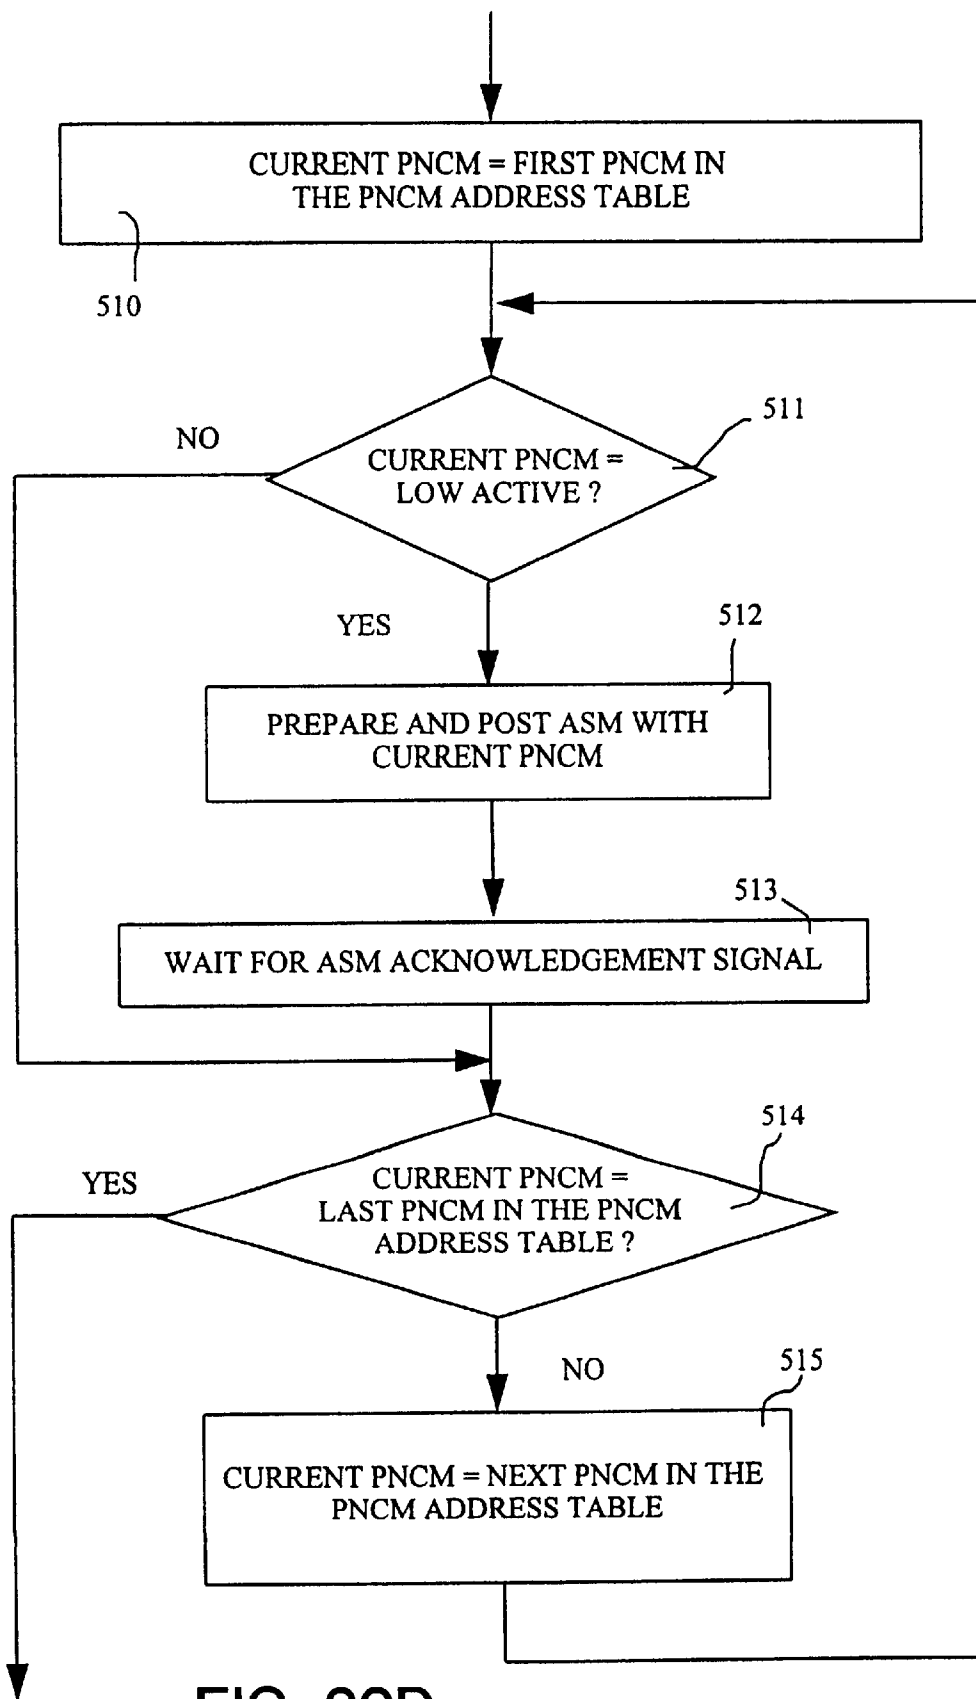 CURRENT PNCM = FIRST PNCM IN
THE PNCM ADDRESS TABLE
510
511
NO
CURRENT PNCM =
LOW ACTIVE ?
YES
512
PREPARE AND POST ASM WITH
CURRENT PNCM
513
WAIT FOR ASM ACKNOWLEDGEMENT SIGNAL
514
YES
CURRENT PNCM =
LAST PNCM IN THE PNCM
ADDRESS TABLE ?
NO
515
CURRENT PNCM = NEXT PNCM IN THE
PNCM ADDRESS TABLE
FIG.